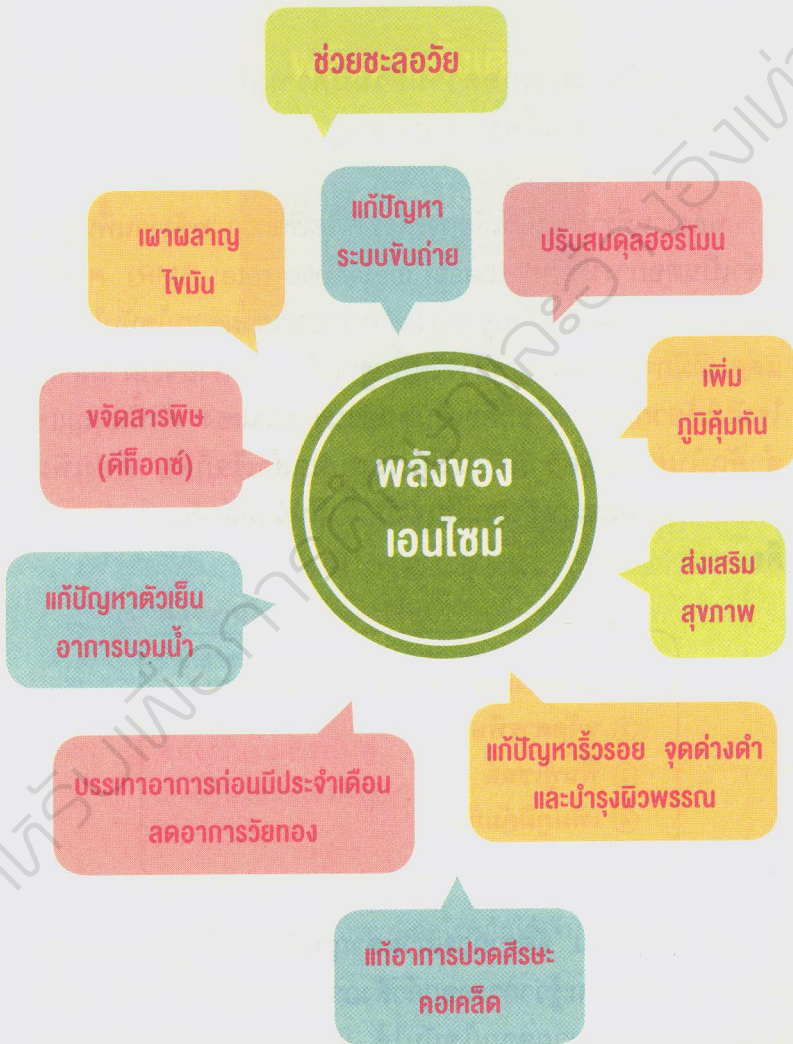 ช่วยชะลอวัย
แก้ปัญหา
ระบบขับถ่าย
เผาผลาญ
ไขมัน
ปรับสมดุลฮอร์โมน
ขจัดสารพิษ
(ดีท็อกซ์)
เพิ่ม
ภูมิคุ้มกัน
พลังของ
เอนไซม์
แก้ปัญหาตัวเย็น
อาการบวมน้ำ
ส่งเสริม
สุขภาพ
บรรเทาอาการก่อนมีประจำเดือน
ลดอาการวัยทอง
แก้ปัญหาริ้วรอย จุดด่างดำ
และบำรุงผิวพรรณ
แก้อาการปวดศีรษะ
คอเคล็ด